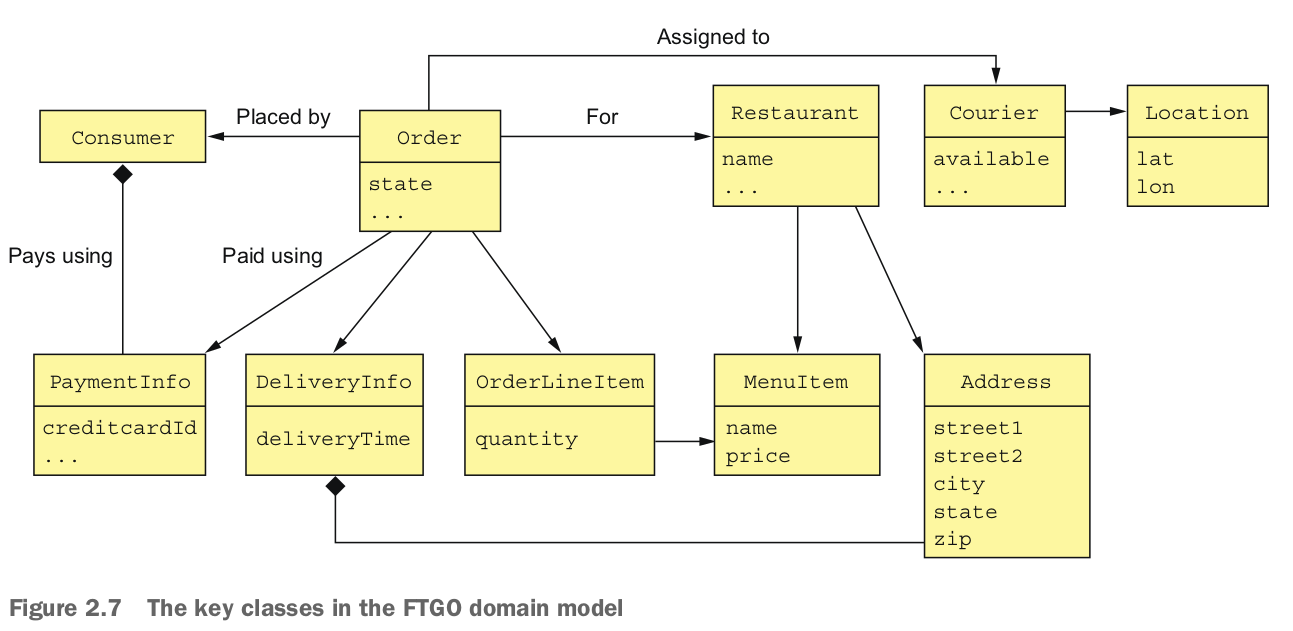 Assigned to
Consumer
Placed by
Order
state
...
For
Restaurant
name
...
Courier
available
...
Location
lat
lon
Pays using
Paid using
PaymentInfo
creditcardId
...
DeliveryInfo
deliveryTime
OrderLineItem
quantity
MenuItem
name
price
Address
street1
street2
city
state
zip
Figure 2.7 The key classes in the FTGO domain model